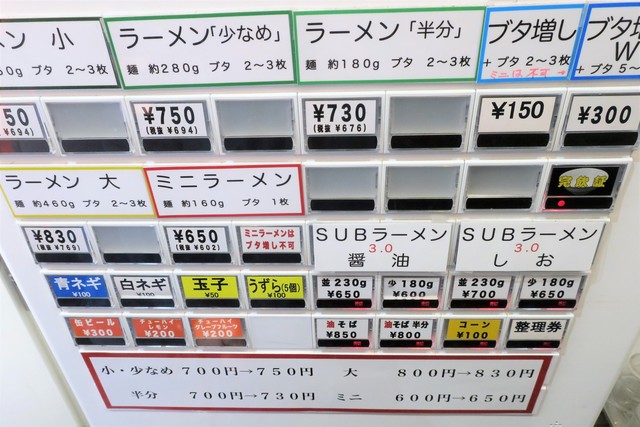 ーメン 小
ブタ 2〜3枚
ラーメン「少なめ」
麺 約280g ブタ 2〜3枚
ラーメン「半分」
麺 約180g ブタ 2〜3枚
ブタ増し
+ ブタ 2〜3枚
ミニは不可→
ブタ増
W
+ ブタ 5〜
50
¥694)
¥750
(税抜 ¥694)
¥730
(税抜 ¥676)
¥150
¥300
ラーメン 大
麺 約460g ブタ 2〜3枚
ミニラーメン
麺 約160g ブタ 1枚
完飲証
¥830
(税抜 ¥769)
¥650
(税抜 ¥602)
ミニラーメンは
ブタ増し不可
SUBラーメン
3.0
醤油
SUBラーメン
3.0
しお
青ネギ
¥100
白ネギ
¥100
玉子
¥50
うずら(5個)
¥100
並 230g
¥650
少 180g
¥600
並 230g
¥700
少 180g
¥650
缶ビール
¥300
チューハイ
レモン
¥200
チューハイ
グレープフルーツ
¥200
油そば
¥850
油そば 半分
¥800
コーン
¥100
整理券
小・少なめ 700円→750円 大 800円→830円
半分 700円→730円 ミニ 600円→650円